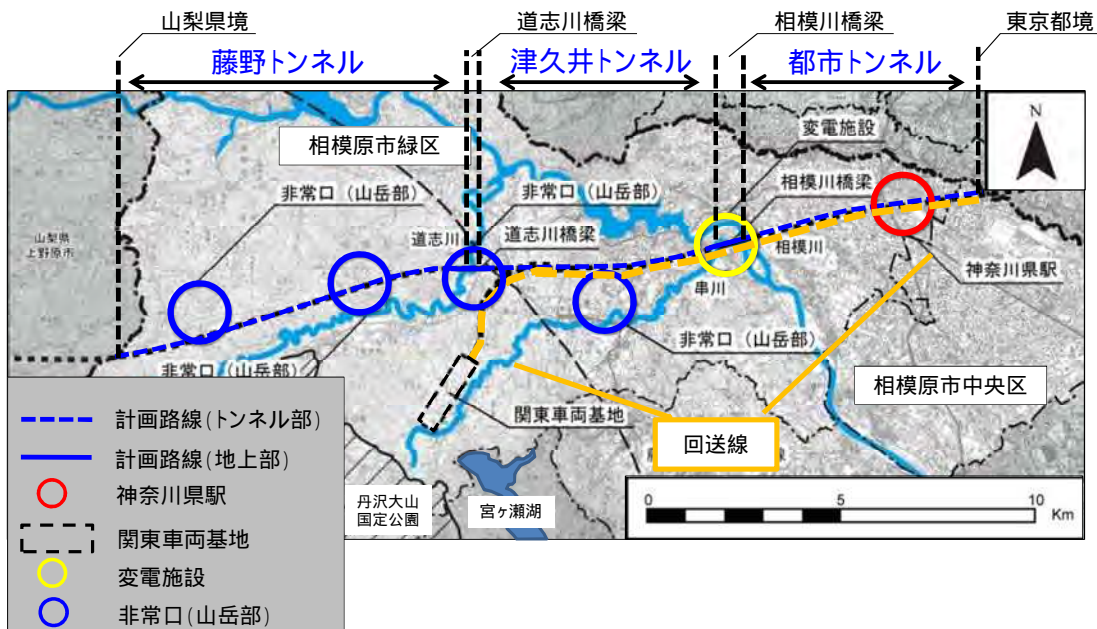 山梨県境
道志川橋梁
相模川橋梁
東京都境
藤野トンネル
津久井トンネル
都市トンネル
N
変電施設
相模原市緑区
相模川橋梁
非常口（山岳部）
非常口（山岳部）
道志川
道志川橋梁
山梨県
上野原市
相模川
神奈川県駅
串川
非常口（山岳部）
非常口（山岳部）
相模原市中央区
関東車両基地
回送線
計画路線(トンネル部)
計画路線(地上部)
神奈川県駅
関東車両基地
変電施設
非常口(山岳部)
丹沢大山
国定公園
宮ヶ瀬湖
0 5 10
Km